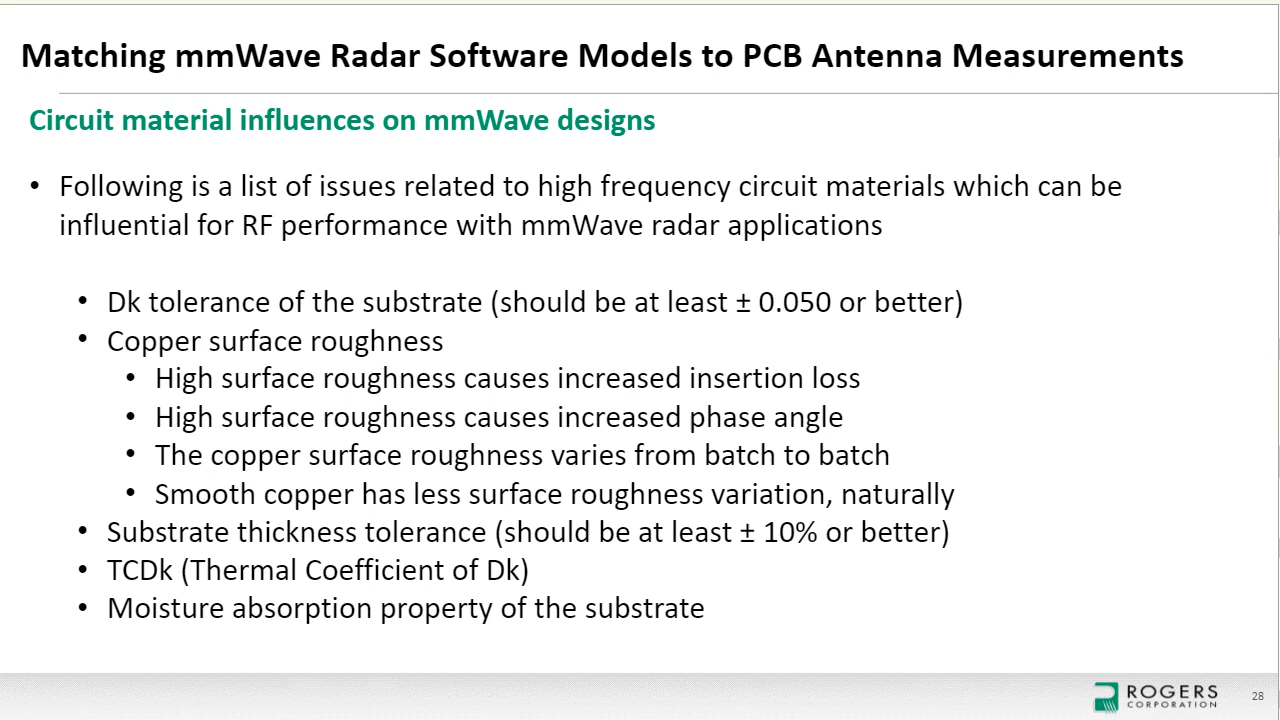 Matching mmWave Radar Software Models to PCB Antenna Measurements
Circuit material influences on mmWave designs
• Following is a list of issues related to high frequency circuit materials which can be
influential for RF performance with mmWave radar applications
• Dk tolerance of the substrate (should be at least ± 0.050 or better)
• Copper surface roughness
• High surface roughness causes increased insertion loss
• High surface roughness causes increased phase angle
• The copper surface roughness varies from batch to batch
• Smooth copper has less surface roughness variation, naturally
• Substrate thickness tolerance (should be at least ± 10% or better)
• TCDk (Thermal Coefficient of Dk)
• Moisture absorption property of the substrate
ROGERS
CORPORATION
28